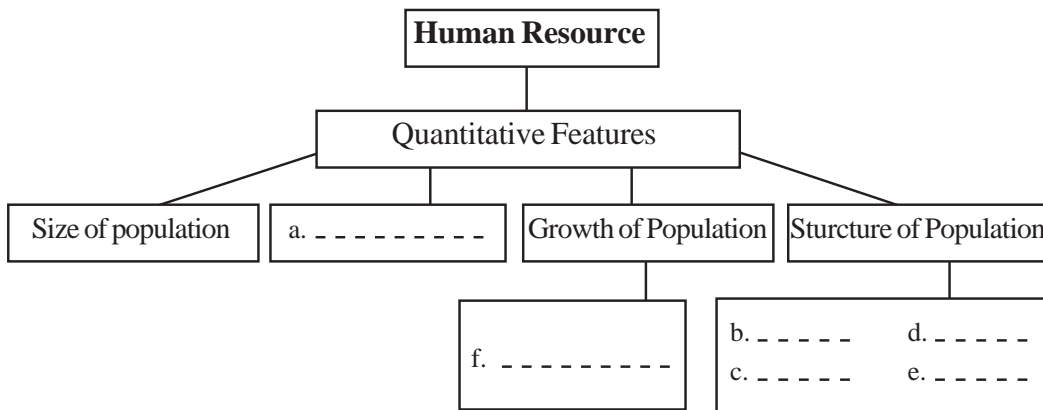 Human Resource
Quantitative Features
Size of population
a. _ _ _ _ _ _ _ _ _ _
Growth of Population
Sturcture of Population
f. _ _ _ _ _ _ _ _ _ _
b. _ _ _ _ _ _ d. _ _ _ _ _ _
c. _ _ _ _ _ _ e. _ _ _ _ _ _